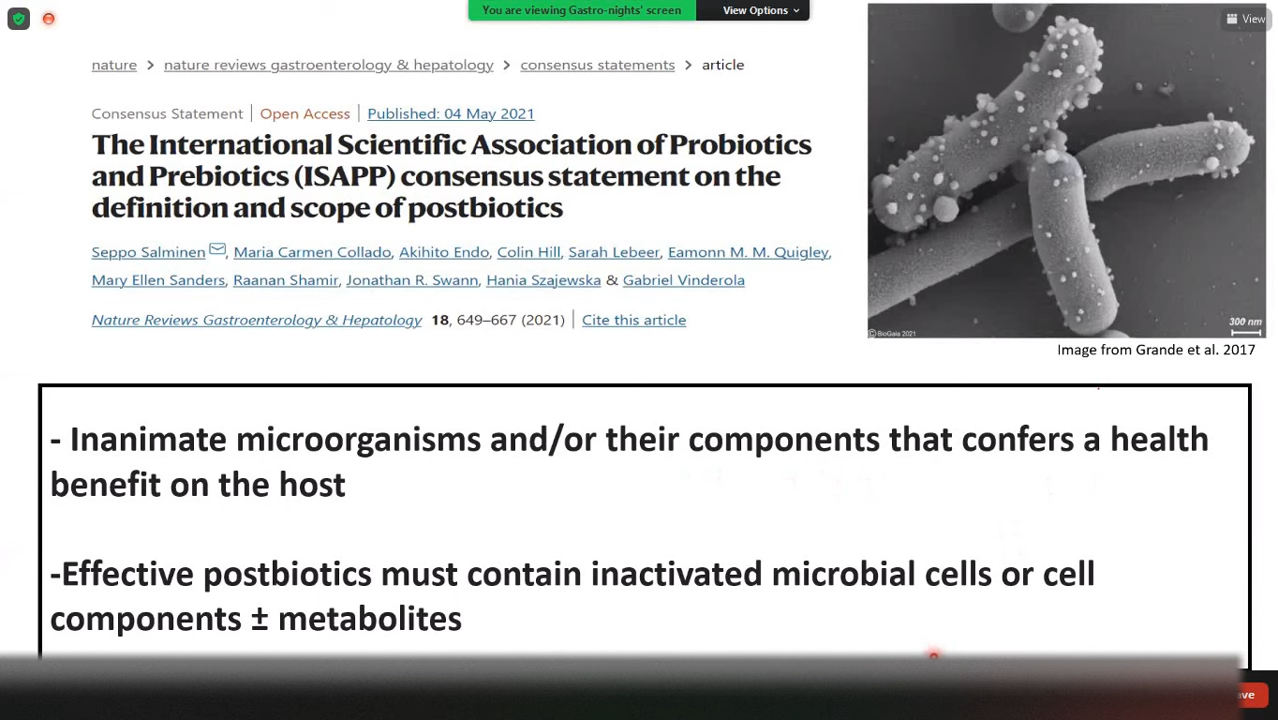 You are viewing Gastro-nights' screen
View Options
View
nature > nature reviews gastroenterology & hepatology > consensus statements > article
Consensus Statement | Open Access | Published: 04 May 2021
The International Scientific Association of Probiotics
and Prebiotics (ISAPP) consensus statement on the
definition and scope of postbiotics
Seppo Salminen, Maria Carmen Collado, Akihito Endo, Colin Hill, Sarah Lebeer, Eamonn M. M. Quigley,
Mary Ellen Sanders, Raanan Shamir, Jonathan R. Swann, Hania Szajewska & Gabriel Vinderola
Nature Reviews Gastroenterology & Hepatology 18, 649–667 (2021) | Cite this article
300 nm
© BioGaia 2021
Image from Grande et al. 2017
- Inanimate microorganisms and/or their components that confers a health
benefit on the host
-Effective postbiotics must contain inactivated microbial cells or cell
components ± metabolites